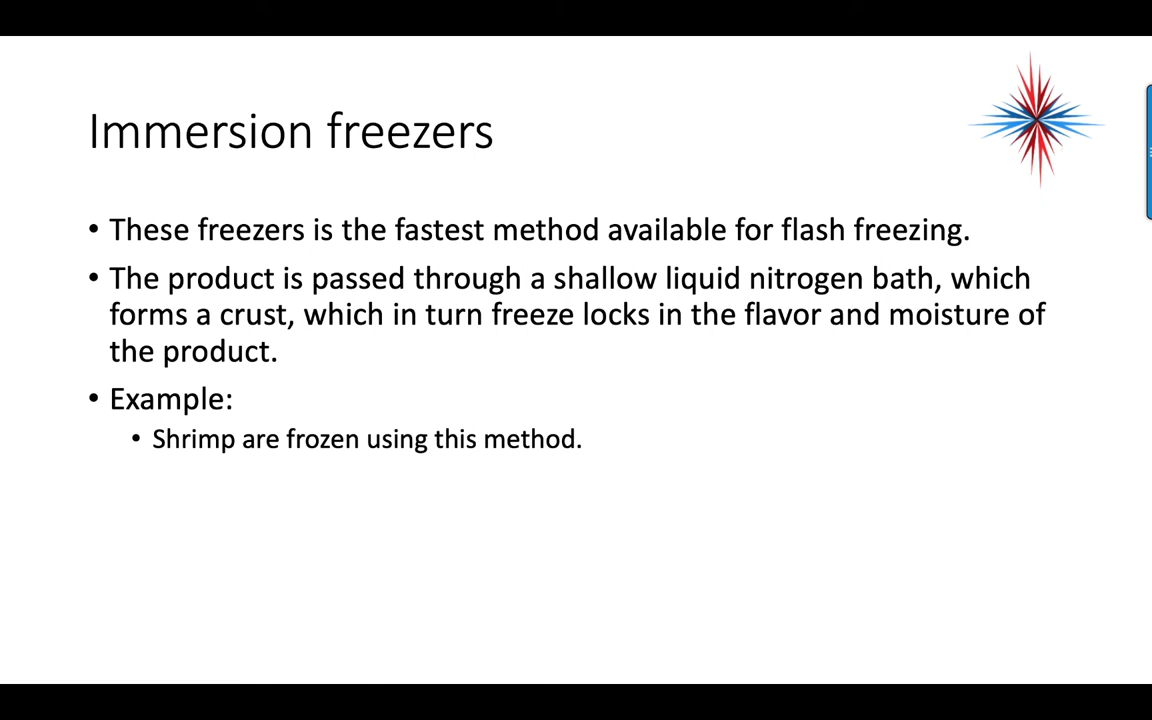 Immersion freezers
• These freezers is the fastest method available for flash freezing.
• The product is passed through a shallow liquid nitrogen bath, which
forms a crust, which in turn freeze locks in the flavor and moisture of
the product.
• Example:
• Shrimp are frozen using this method.